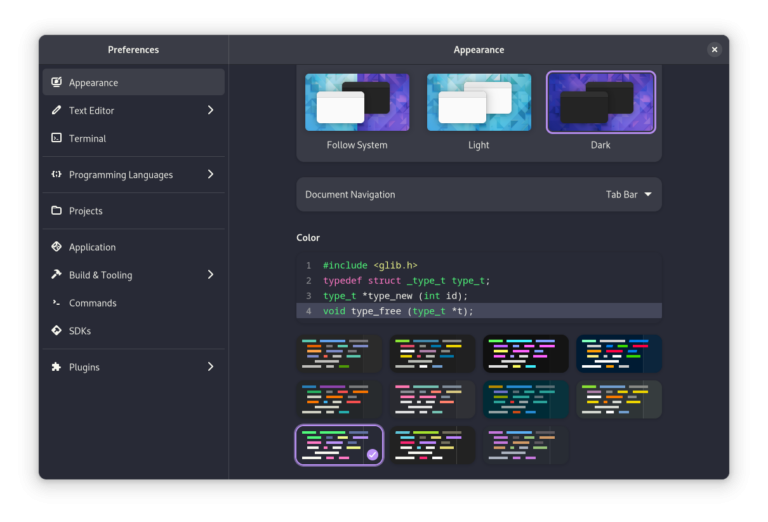 Preferences
Appearance
Appearance
Text Editor
Terminal
Programming Languages
Projects
Application
Build & Tooling
Commands
SDKs
Plugins
Follow System
Light
Dark
Document Navigation
Tab Bar
Color
1 #include <glib.h>
2 typedef struct _type_t type_t;
3 type_t *type_new (int id);
4 void type_free (type_t *t);